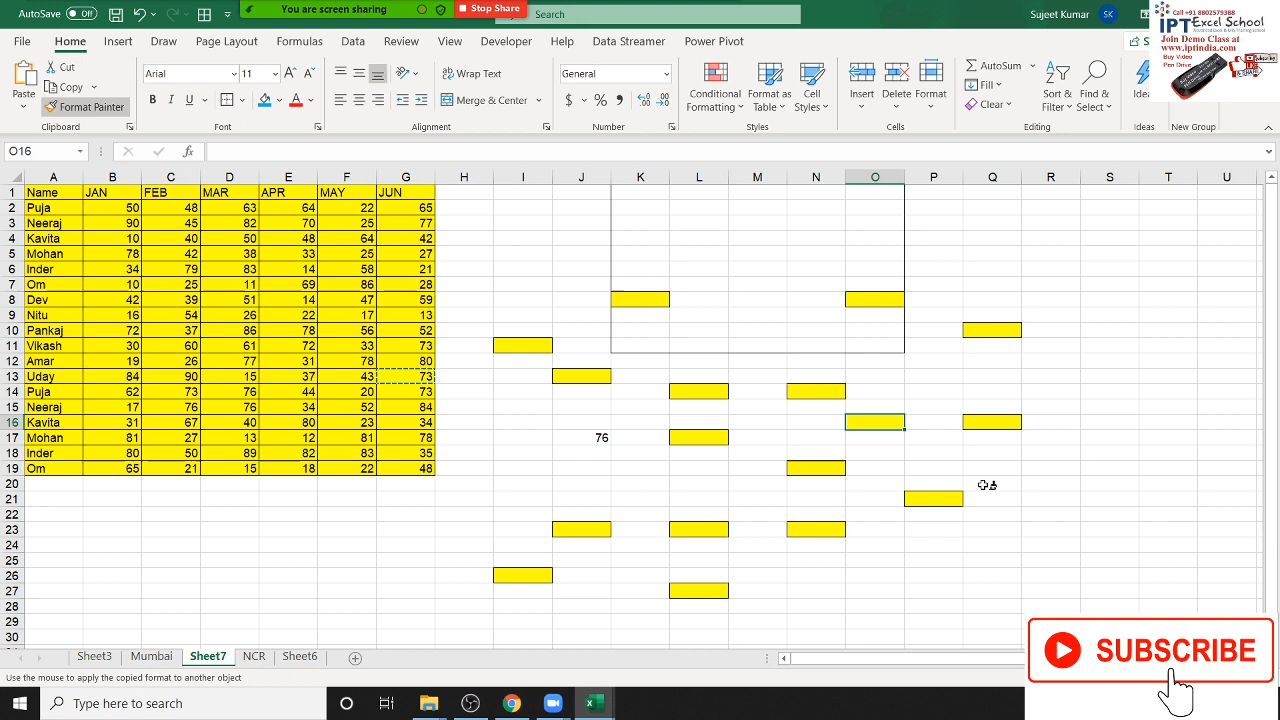 AutoSave Off You are screen sharing Stop Share Search Sujeet Kumar SK
File Home Insert Draw Page Layout Formulas Data Review View Developer Help Data Streamer Power Pivot
Paste Cut Copy Format Painter
Clipboard
Arial 11
B I U
Font
Wrap Text
Merge & Center
Alignment
General
Number
Conditional Formatting Format as Table Cell Styles
Styles
Insert Delete Format
Cells
AutoSum Fill Clear Sort & Filter Find & Select
Editing
Ideas
New Group
Call +91 8802579388
IPT Excel School
Join Demo Class at
www.iptindia.com
Buy Video
Pen Drive
O16 fx
A B C D E F G H I J K L M N O P Q R S T U
1 Name JAN FEB MAR APR MAY JUN
2 Puja 50 48 63 64 22 65
3 Neeraj 90 45 82 70 25 77
4 Kavita 10 40 50 48 64 42
5 Mohan 78 42 38 33 25 27
6 Inder 34 79 83 14 58 21
7 Om 10 25 11 69 86 28
8 Dev 42 39 51 14 47 59
9 Nitu 16 54 26 22 17 13
10 Pankaj 72 37 86 78 56 52
11 Vikash 30 60 61 72 33 73
12 Amar 19 26 77 31 78 80
13 Uday 84 90 15 37 43 73
14 Puja 62 73 76 44 20 73
15 Neeraj 17 76 76 34 52 84
16 Kavita 31 67 40 80 23 34
17 Mohan 81 27 13 12 81 78 76
18 Inder 80 50 89 82 83 35
19 Om 65 21 15 18 22 48
20
21
22
23
24
25
26
27
28
29
30
Sheet3 Mumbai Sheet7 NCR Sheet6
Use the mouse to apply the copied format to another object
SUBSCRIBE
Type here to search